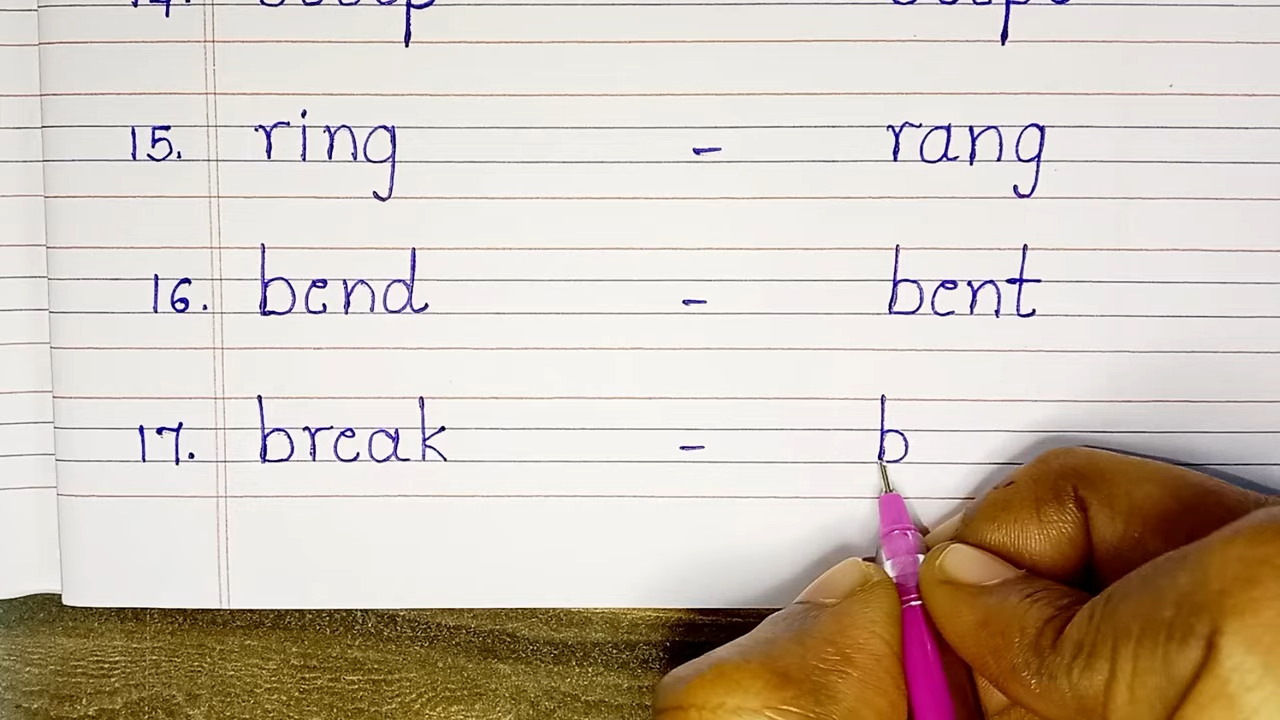 15. ring - rang
16. bend - bent
17. break - b